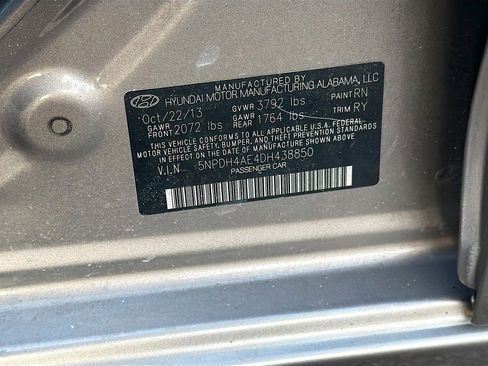 MANUFACTURED BY
HYUNDAI MOTOR MANUFACTURING ALABAMA, LLC
Oct/22/13 GVWR 3792 lbs PAINT RN
GAWR FRONT 2072 lbs GAWR REAR 1764 lbs TRIM RY
THIS VEHICLE CONFORMS TO ALL APPLICABLE U.S. FEDERAL
MOTOR VEHICLE SAFETY, BUMPER, AND THEFT PREVENTION STANDARDS
IN EFFECT ON THE DATE OF MANUFACTURE SHOWN ABOVE.
V.I.N 5NPDH4AE4DH438850
PASSENGER CAR